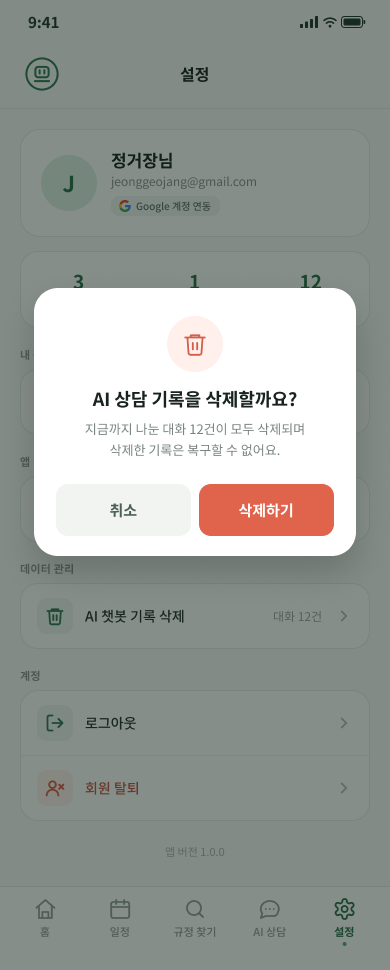 9:41
설정
J
정거장님
jeonggeojang@gmail.com
Google 계정 연동
3 1 12
내
앱
AI 상담 기록을 삭제할까요?
지금까지 나눈 대화 12건이 모두 삭제되며
삭제한 기록은 복구할 수 없어요.
취소 삭제하기
데이터 관리
AI 챗봇 기록 삭제 대화 12건
계정
로그아웃
회원 탈퇴
앱 버전 1.0.0
홈 일정 규정 찾기 AI 상담 설정